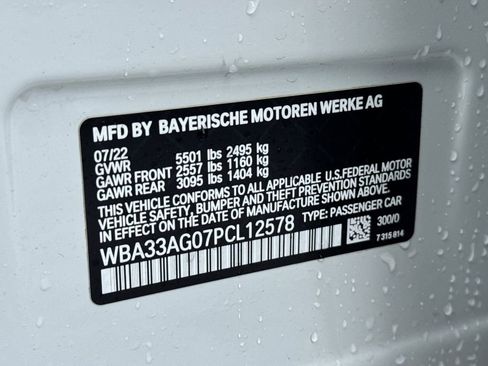 MFD BY BAYERISCHE MOTOREN WERKE AG
07/22
GVWR 5501 lbs 2495 kg
GAWR FRONT 2557 lbs 1160 kg
GAWR REAR 3095 lbs 1404 kg
THIS VEHICLE CONFORMS TO ALL APPLICABLE U.S.FEDERAL MOTOR
VEHICLE SAFETY, BUMPER, AND THEFT PREVENTION STANDARDS
IN EFFECT ON THE DATE OF MANUFACTURE SHOWN ABOVE.
WBA33AG07PCL12578 TYPE: PASSENGER CAR
300/0
7 315 814